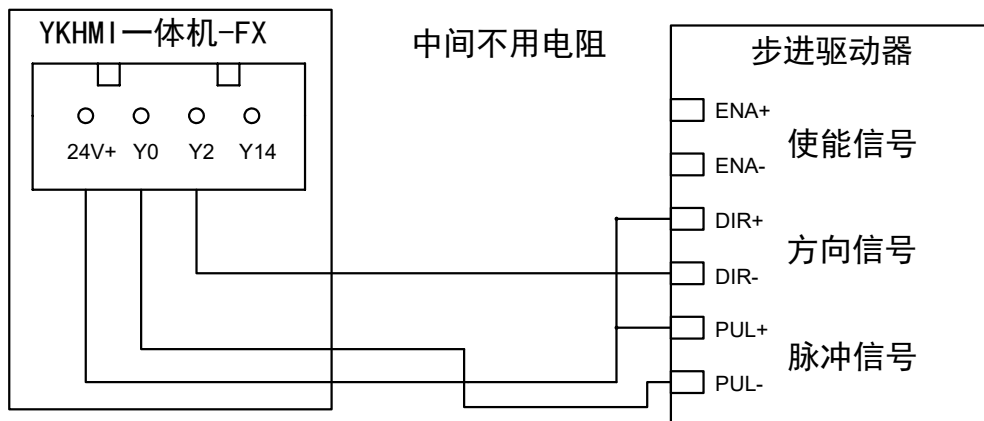 YKHMI一体机-FX
24V+ Y0 Y2 Y14
中间不用电阻
步进驱动器
ENA+
使能信号
ENA-
DIR+
方向信号
DIR-
PUL+
脉冲信号
PUL-